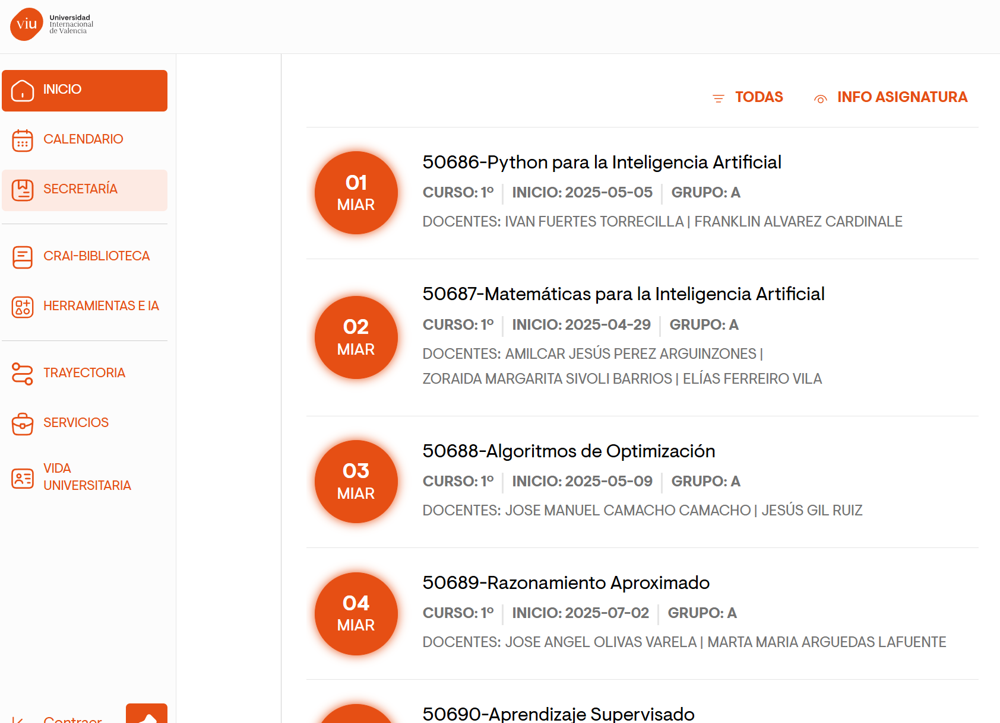 viu
Universidad
Internacional
de Valencia
INICIO
CALENDARIO
SECRETARÍA
CRAI-BIBLIOTECA
HERRAMIENTAS E IA
TRAYECTORIA
SERVICIOS
VIDA
UNIVERSITARIA
Contraer
TODAS
INFO ASIGNATURA
01
MIAR
50686-Python para la Inteligencia Artificial
CURSO: 1º | INICIO: 2025-05-05 | GRUPO: A
DOCENTES: IVAN FUERTES TORRECILLA | FRANKLIN ALVAREZ CARDINALE
02
MIAR
50687-Matemáticas para la Inteligencia Artificial
CURSO: 1º | INICIO: 2025-04-29 | GRUPO: A
DOCENTES: AMILCAR JESÚS PEREZ ARGUINZONES |
ZORAIDA MARGARITA SIVOLI BARRIOS | ELÍAS FERREIRO VILA
03
MIAR
50688-Algoritmos de Optimización
CURSO: 1º | INICIO: 2025-05-09 | GRUPO: A
DOCENTES: JOSE MANUEL CAMACHO CAMACHO | JESÚS GIL RUIZ
04
MIAR
50689-Razonamiento Aproximado
CURSO: 1º | INICIO: 2025-07-02 | GRUPO: A
DOCENTES: JOSE ANGEL OLIVAS VARELA | MARTA MARIA ARGUEDAS LAFUENTE
50690-Aprendizaje Supervisado